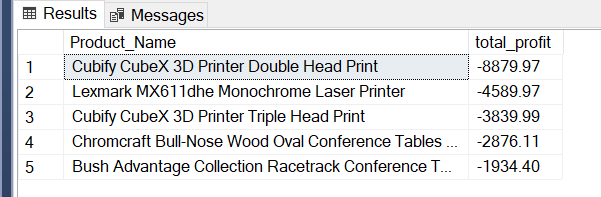 Results Messages
Product_Name total_profit
1 Cubify CubeX 3D Printer Double Head Print -8879.97
2 Lexmark MX611dhe Monochrome Laser Printer -4589.97
3 Cubify CubeX 3D Printer Triple Head Print -3839.99
4 Chromcraft Bull-Nose Wood Oval Conference Tables ... -2876.11
5 Bush Advantage Collection Racetrack Conference T... -1934.40